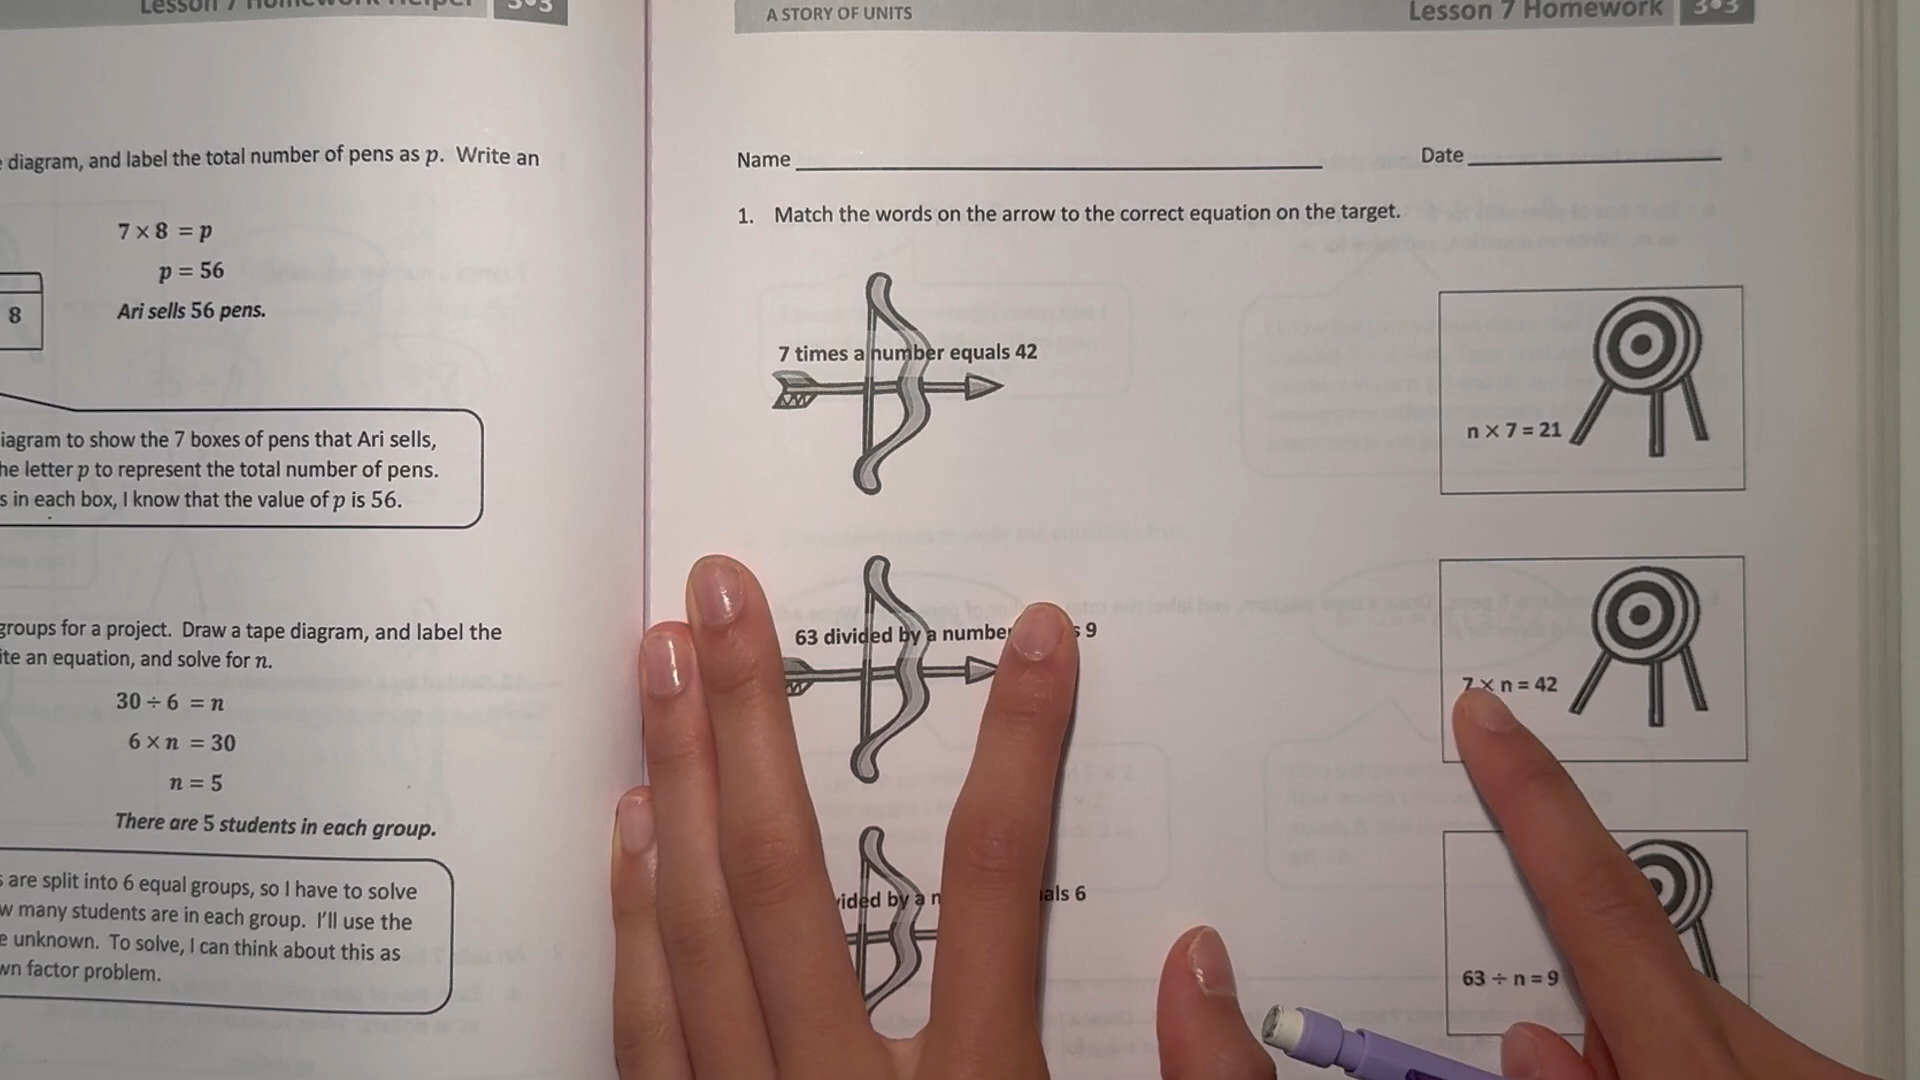 Lesson 7 Homework Helper 3•3
diagram, and label the total number of pens as p. Write an
7 × 8 = p
p = 56
8
Ari sells 56 pens.
diagram to show the 7 boxes of pens that Ari sells,
he letter p to represent the total number of pens.
s in each box, I know that the value of p is 56.
groups for a project. Draw a tape diagram, and label the
ite an equation, and solve for n.
30 ÷ 6 = n
6 × n = 30
n = 5
There are 5 students in each group.
are split into 6 equal groups, so I have to solve
w many students are in each group. I'll use the
e unknown. To solve, I can think about this as
wn factor problem.
A STORY OF UNITS
Lesson 7 Homework 3•3
Name
Date
1. Match the words on the arrow to the correct equation on the target.
7 times a number equals 42
n × 7 = 21
63 divided by a number s 9
7 × n = 42
ided by a n als 6
63 ÷ n = 9